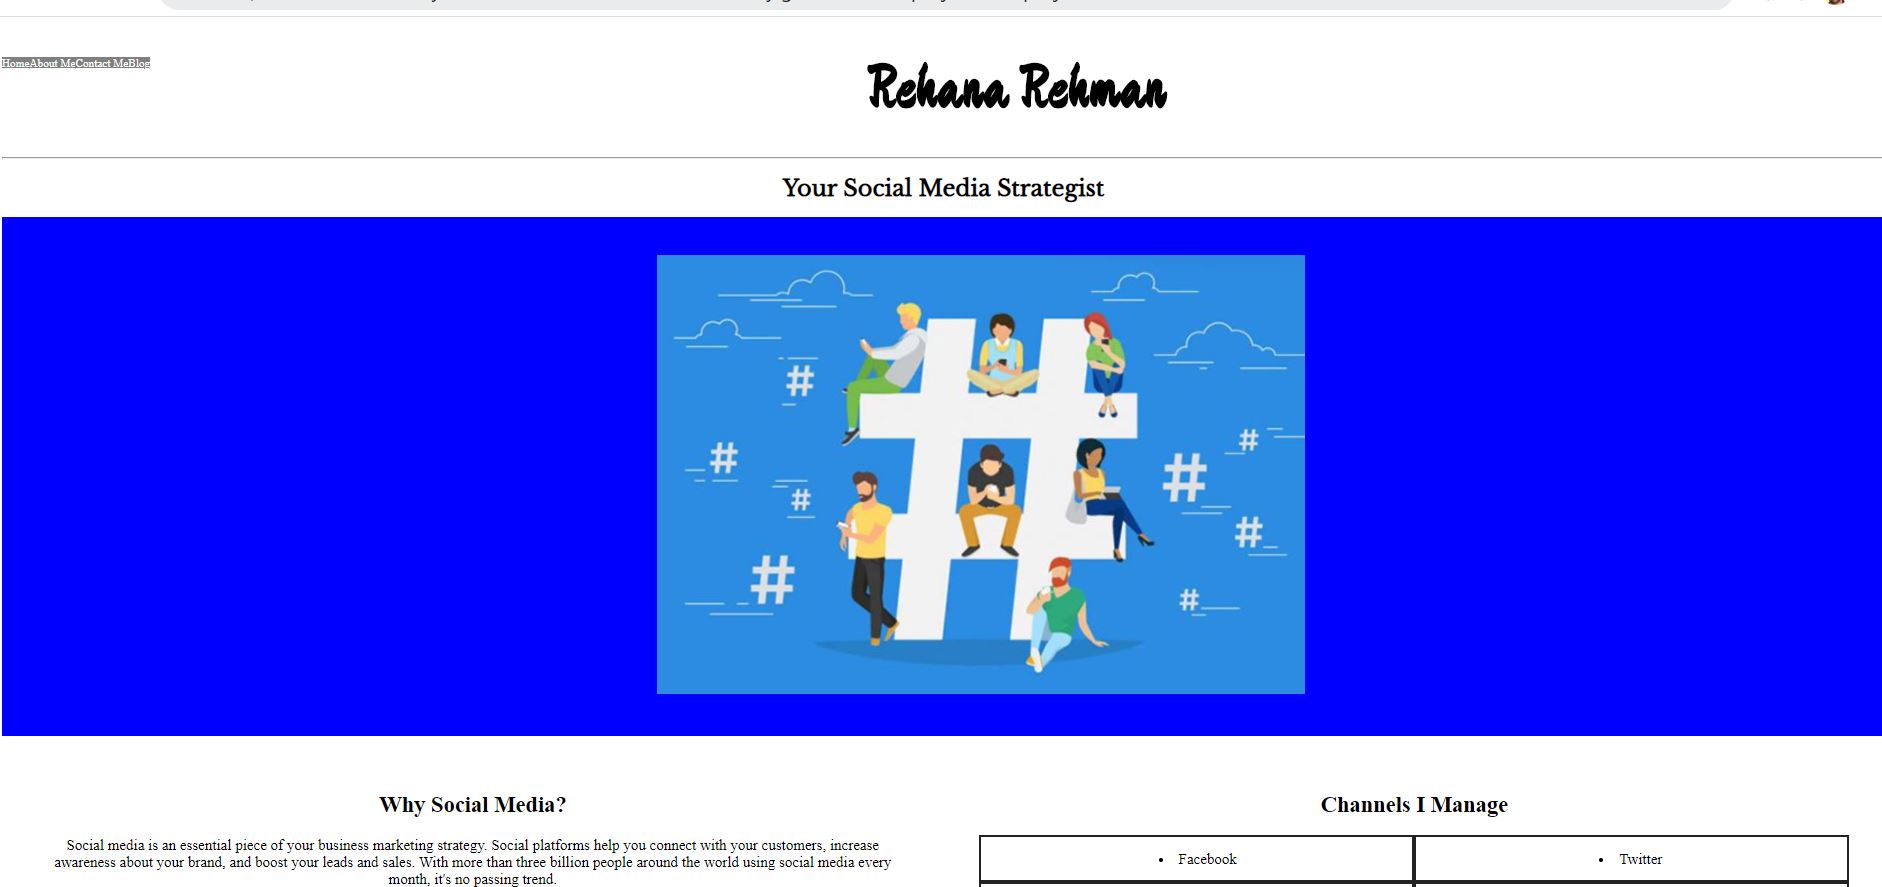 HomeAbout MeContact MeBlog
Rehana Rehman
Your Social Media Strategist
#
#
#
#
#
#
#
#
#
Why Social Media?
Social media is an essential piece of your business marketing strategy. Social platforms help you connect with your customers, increase
awareness about your brand, and boost your leads and sales. With more than three billion people around the world using social media every
month, it's no passing trend.
Channels I Manage
• Facebook
• Twitter